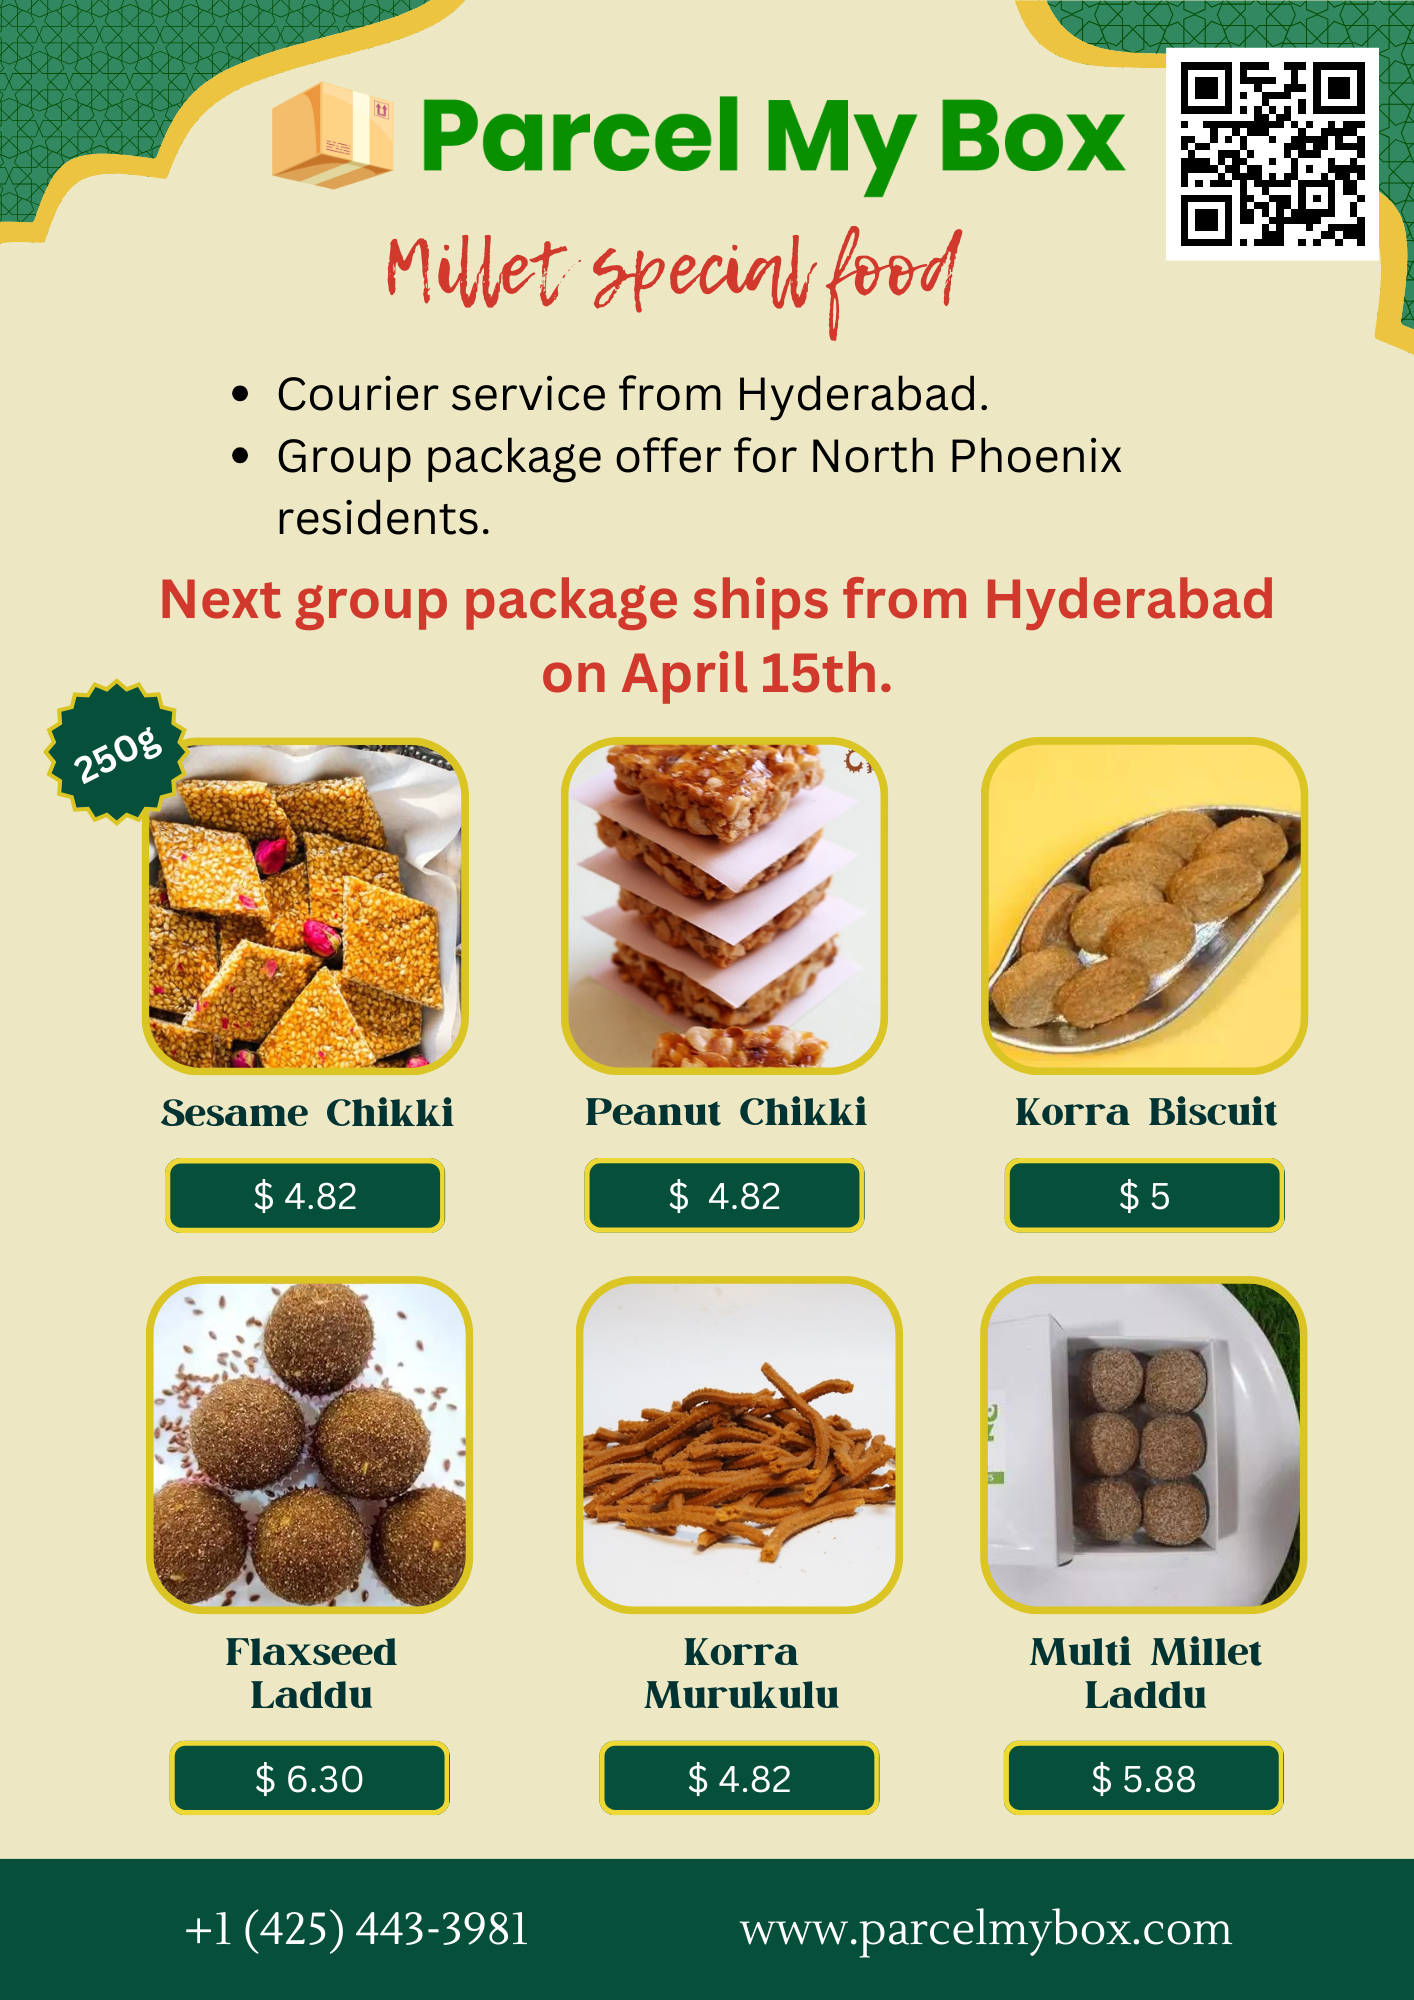 Parcel My Box
Millet special food
• Courier service from Hyderabad.
• Group package offer for North Phoenix
residents.
Next group package ships from Hyderabad
on April 15th.
250g
Sesame Chikki
Peanut Chikki
Korra Biscuit
$ 4.82
$ 4.82
$ 5
Flaxseed
Laddu
Korra
Murukulu
Multi Millet
Laddu
$ 6.30
$ 4.82
$ 5.88
+1 (425) 443-3981
www.parcelmybox.com